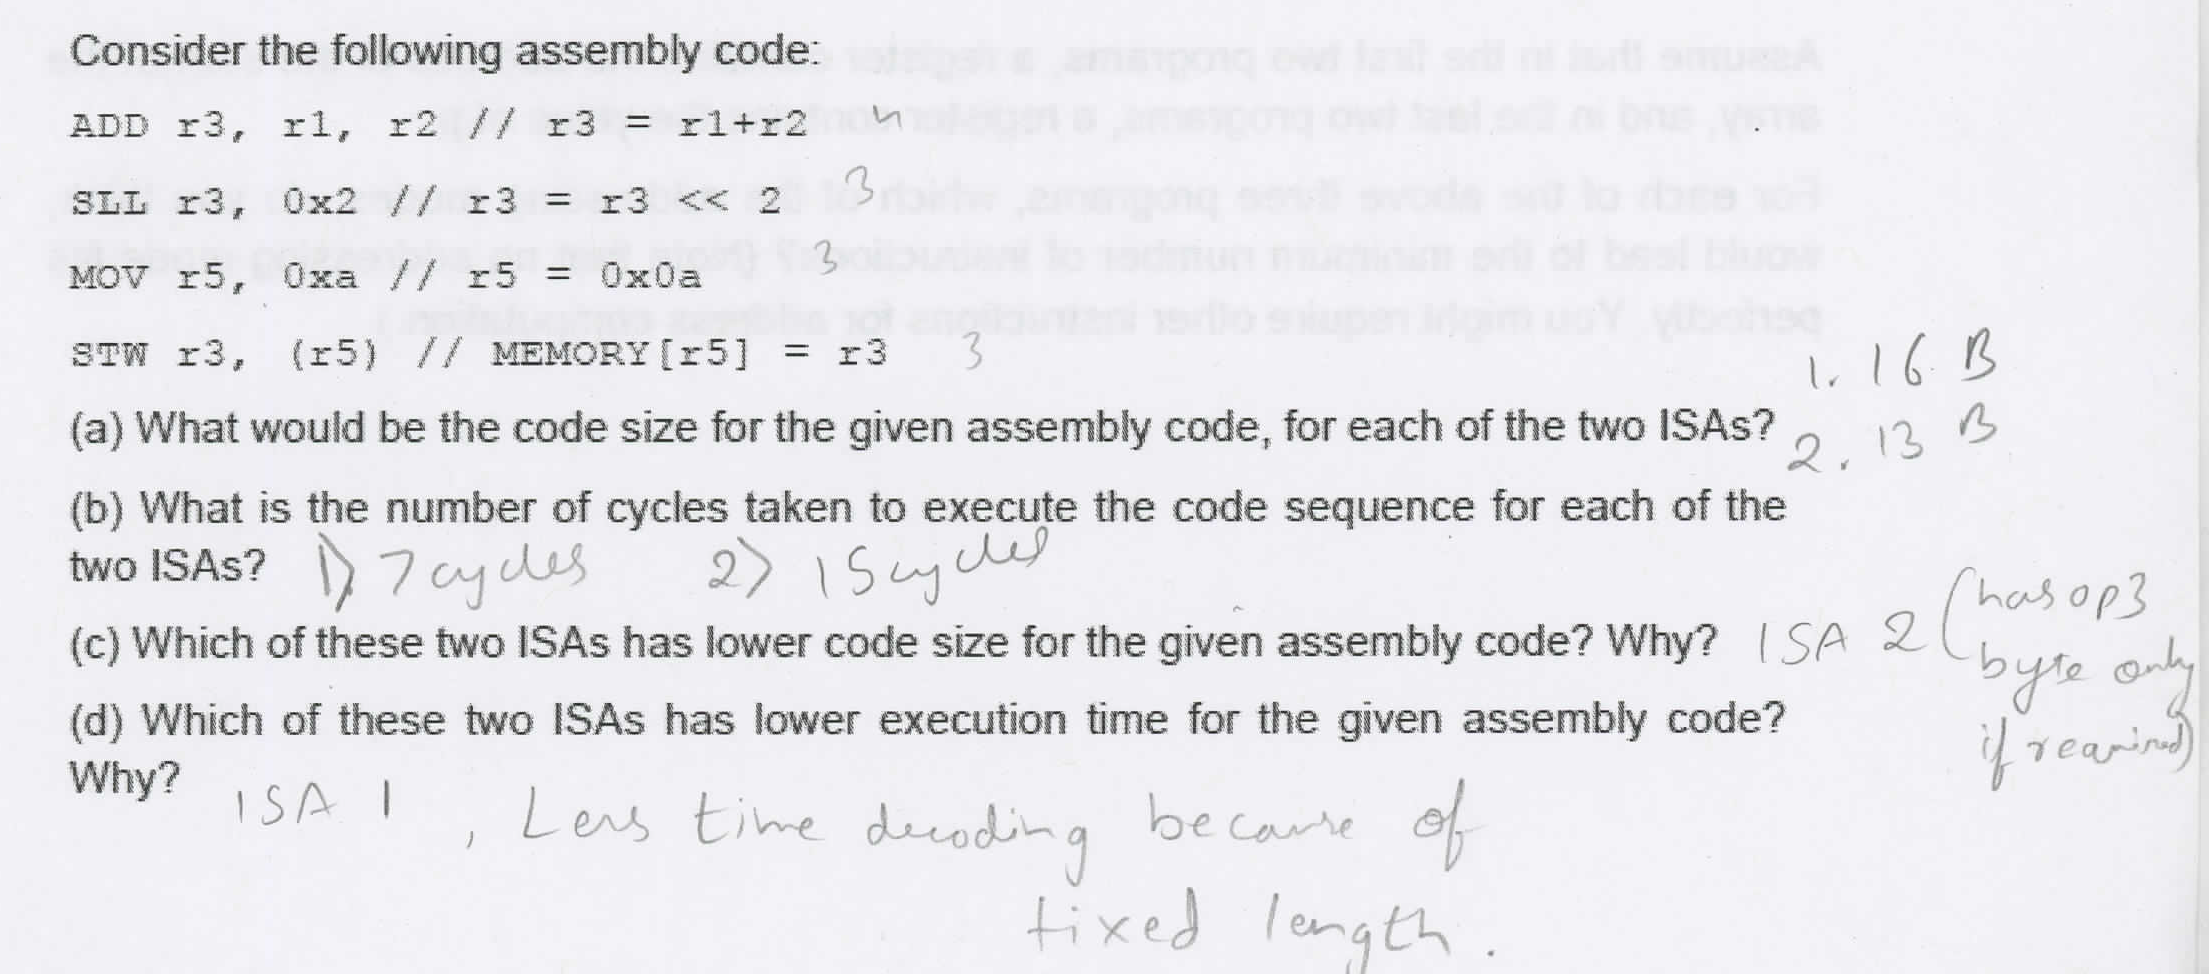 Consider the following assembly code:
ADD r3, r1, r2 // r3 = r1+r2 4
SLL r3, 0x2 // r3 = r3 << 2 3
MOV r5, 0xa // r5 = 0x0a 3
STW r3, (r5) // MEMORY[r5] = r3 3
1. 16 B
(a) What would be the code size for the given assembly code, for each of the two ISAs?
2. 13 B
(b) What is the number of cycles taken to execute the code sequence for each of the
two ISAs? 1) 7 cycles 2) 15 cycles
(c) Which of these two ISAs has lower code size for the given assembly code? Why? ISA 2 (has op3
byte only
if required)
(d) Which of these two ISAs has lower execution time for the given assembly code?
Why?
ISA 1, Less time decoding because of
fixed length.